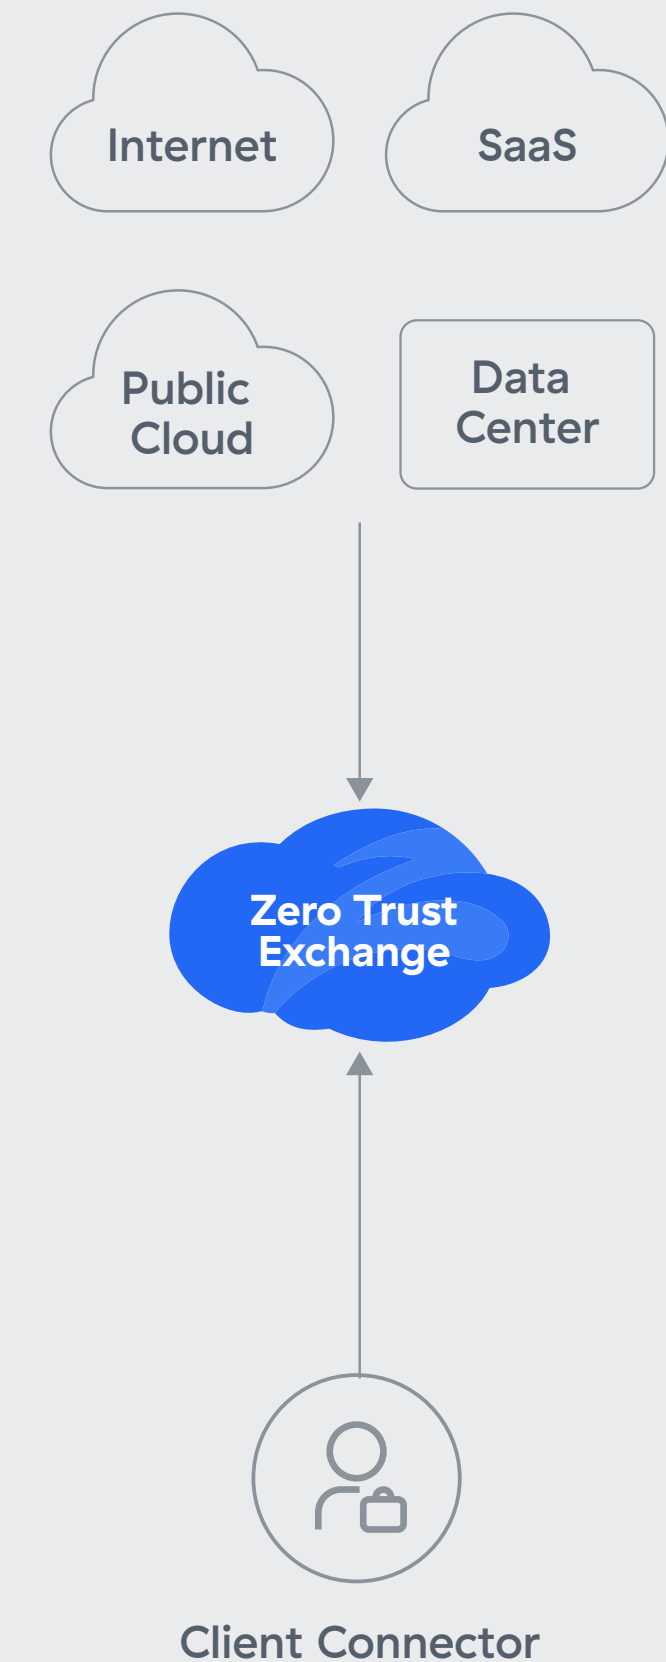 Internet
SaaS
Public
Cloud
Data
Center
Zero Trust
Exchange
Client Connector